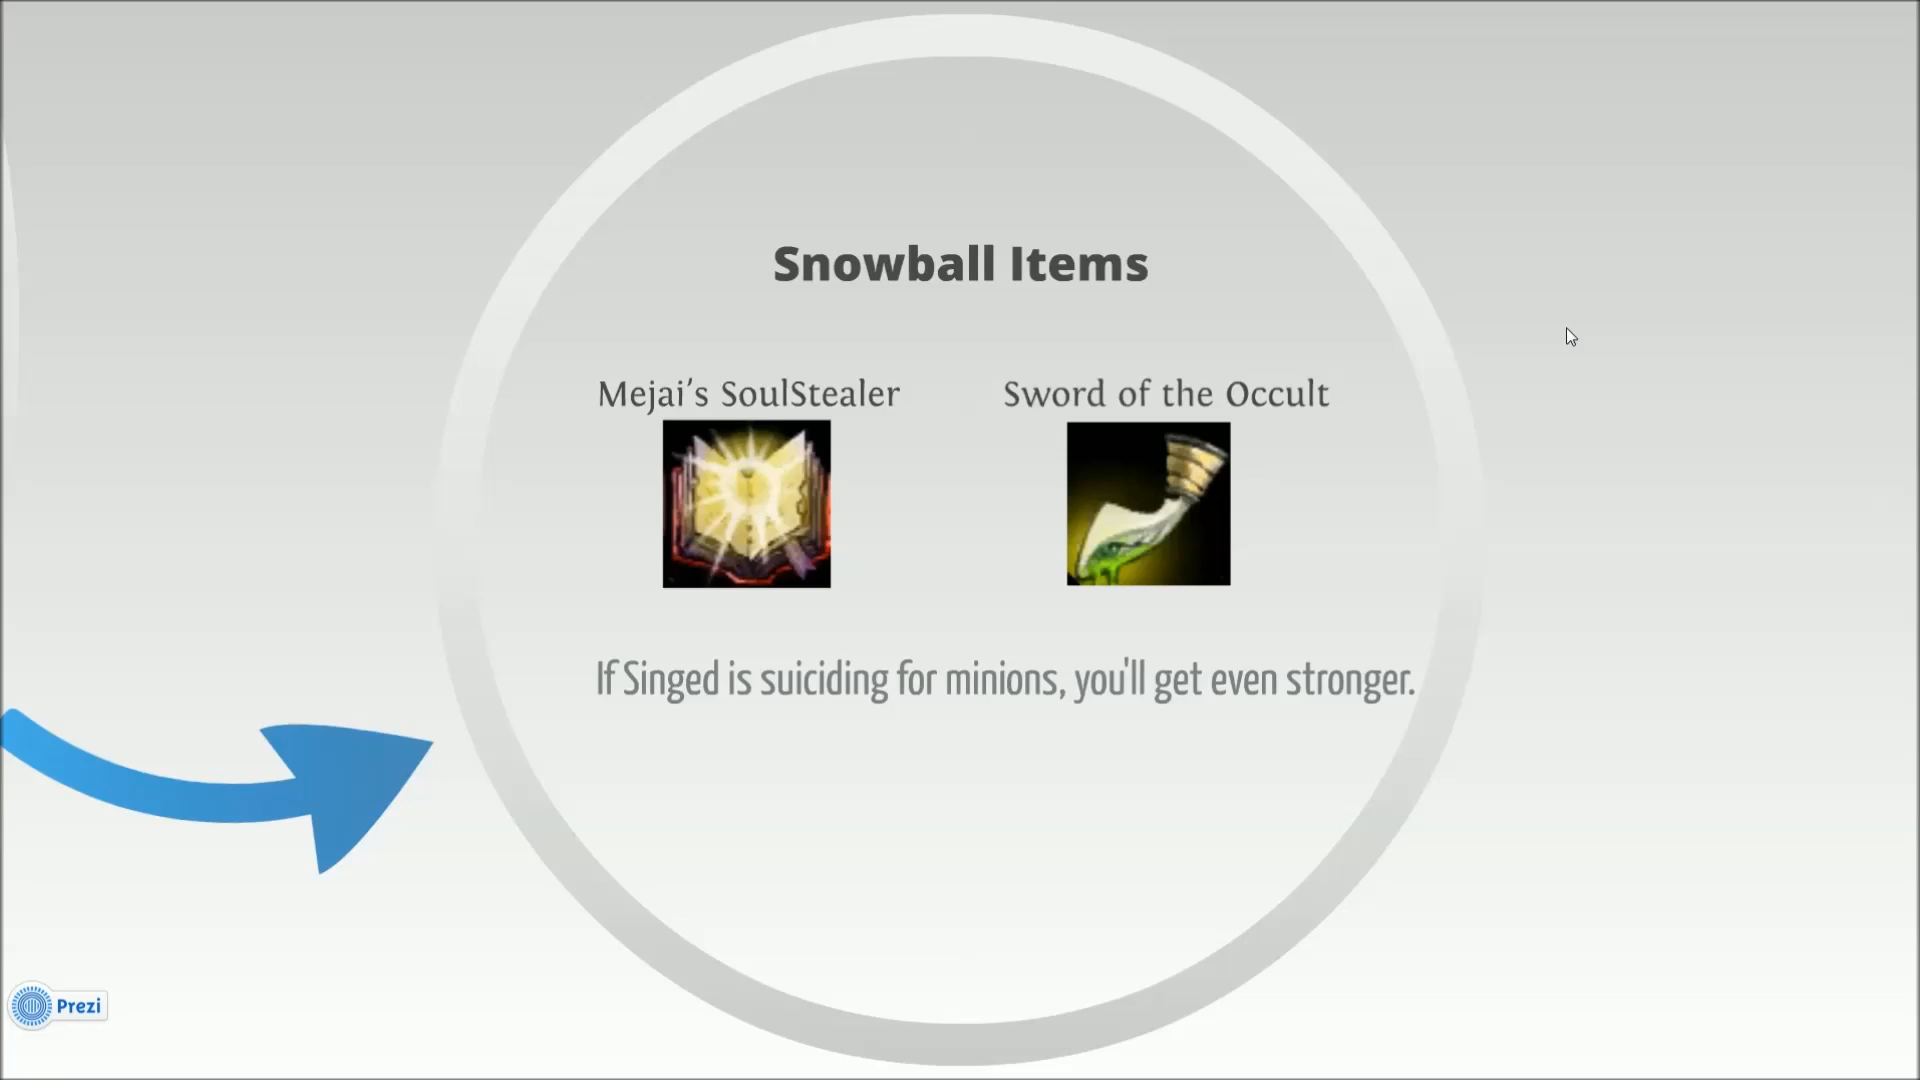 Snowball Items
Mejai's SoulStealer
Sword of the Occult
If Singed is suiciding for minions, you'll get even stronger.
Prezi